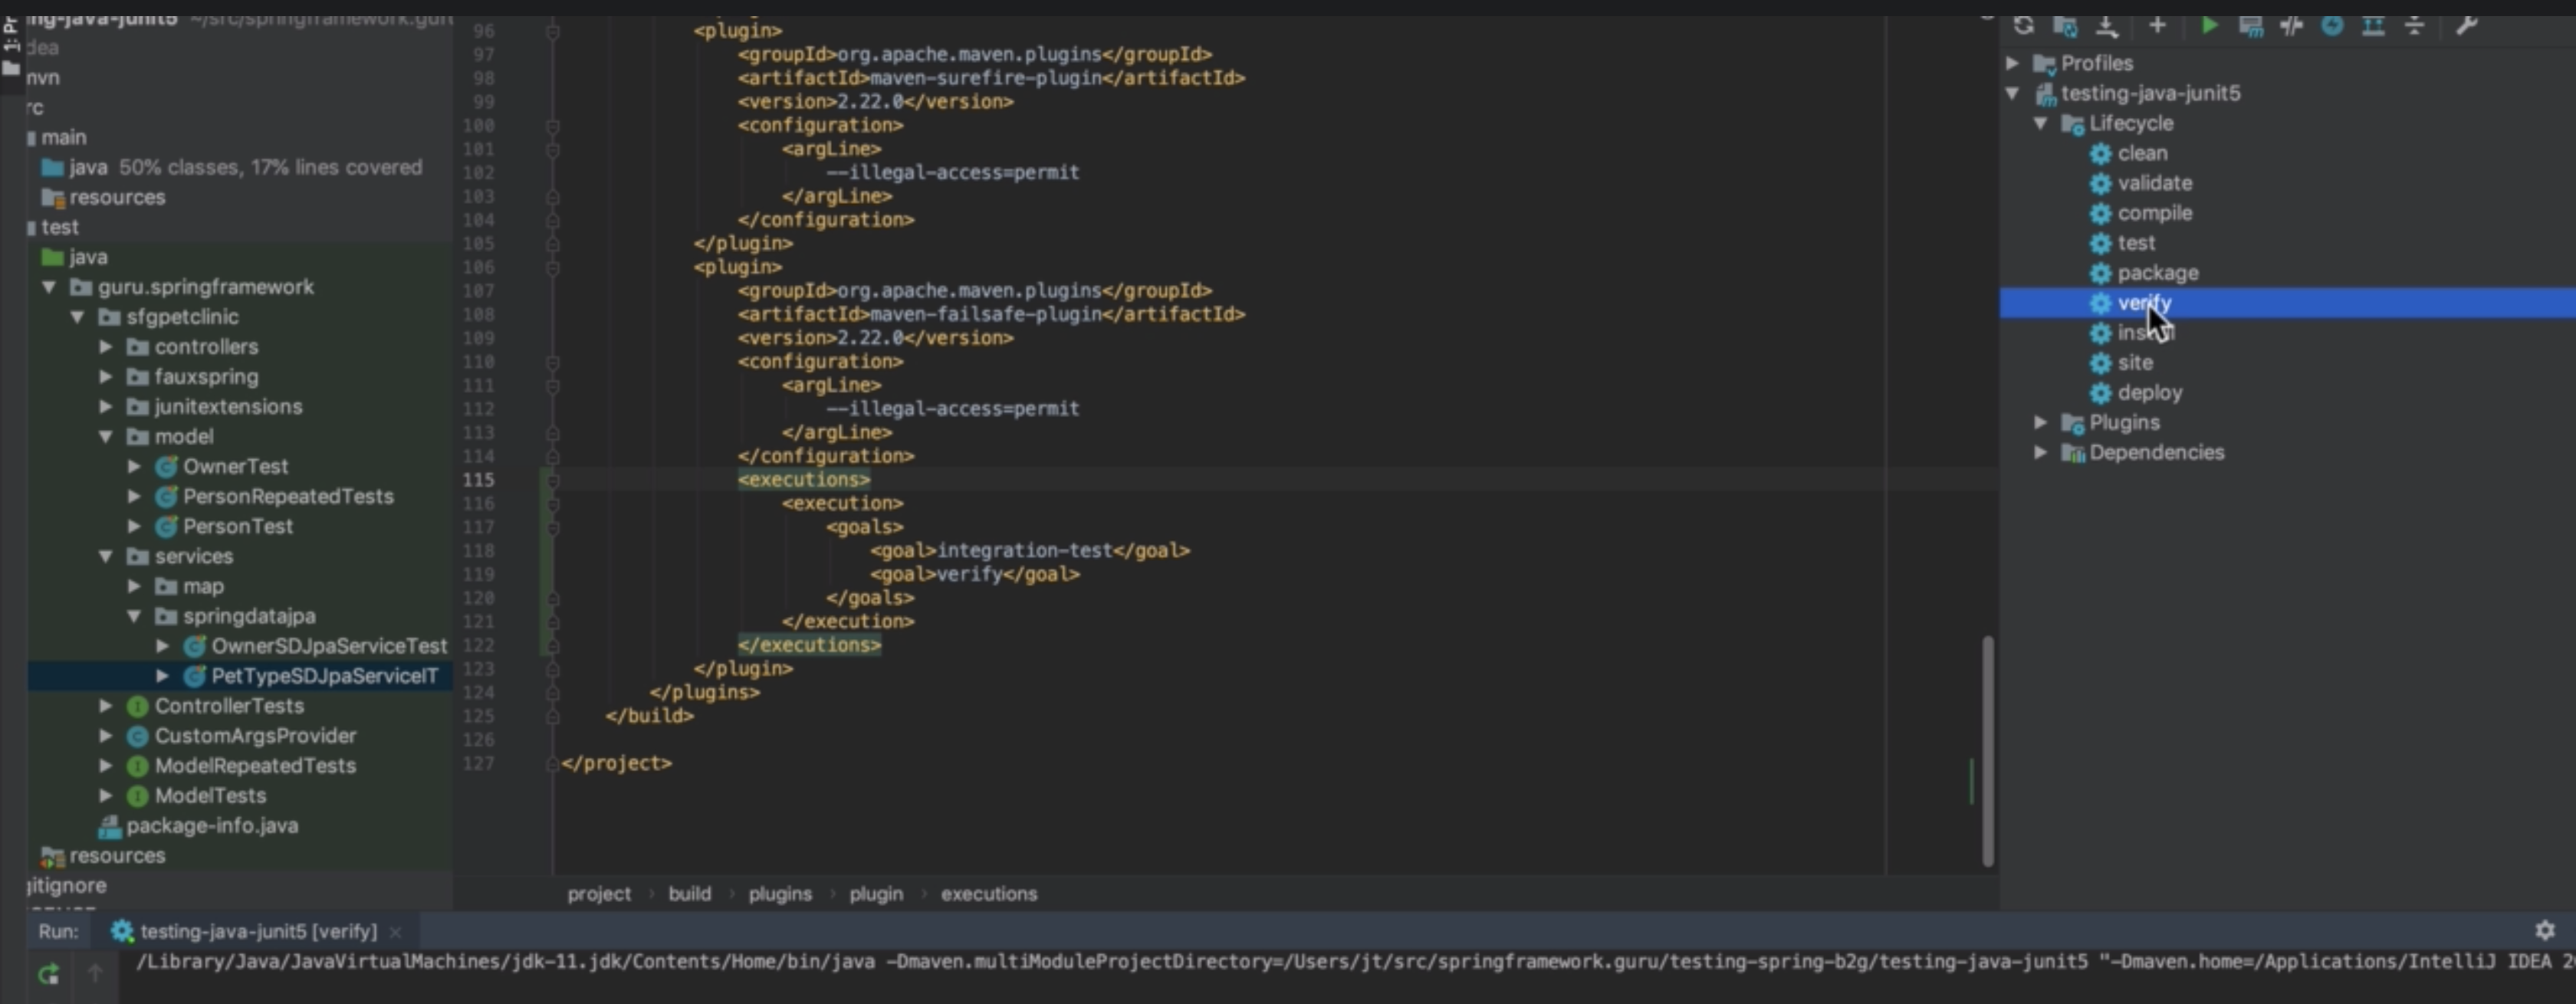 ng-java-junit5 ~/src/springframework.guru
dea
mvn
rc
main
java 50% classes, 17% lines covered
resources
test
java
guru.springframework
sfgpetclinic
controllers
fauxspring
junitextensions
model
OwnerTest
PersonRepeatedTests
PersonTest
services
map
springdatajpa
OwnerSDJpaServiceTest
PetTypeSDJpaServiceIT
ControllerTests
CustomArgsProvider
ModelRepeatedTests
ModelTests
package-info.java
resources
gitignore
96 <plugin>
97 <groupId>org.apache.maven.plugins</groupId>
98 <artifactId>maven-surefire-plugin</artifactId>
99 <version>2.22.0</version>
100 <configuration>
101 <argLine>
102 --illegal-access=permit
103 </argLine>
104 </configuration>
105 </plugin>
106 <plugin>
107 <groupId>org.apache.maven.plugins</groupId>
108 <artifactId>maven-failsafe-plugin</artifactId>
109 <version>2.22.0</version>
110 <configuration>
111 <argLine>
112 --illegal-access=permit
113 </argLine>
114 </configuration>
115 <executions>
116 <execution>
117 <goals>
118 <goal>integration-test</goal>
119 <goal>verify</goal>
120 </goals>
121 </execution>
122 </executions>
123 </plugin>
124 </plugins>
125 </build>
126
127 </project>
project › build › plugins › plugin › executions
Profiles
testing-java-junit5
Lifecycle
clean
validate
compile
test
package
verify
install
site
deploy
Plugins
Dependencies
Run: testing-java-junit5 [verify] ×
/Library/Java/JavaVirtualMachines/jdk-11.jdk/Contents/Home/bin/java -Dmaven.multiModuleProjectDirectory=/Users/jt/src/springframework.guru/testing-spring-b2g/testing-java-junit5 "-Dmaven.home=/Applications/IntelliJ IDEA 2